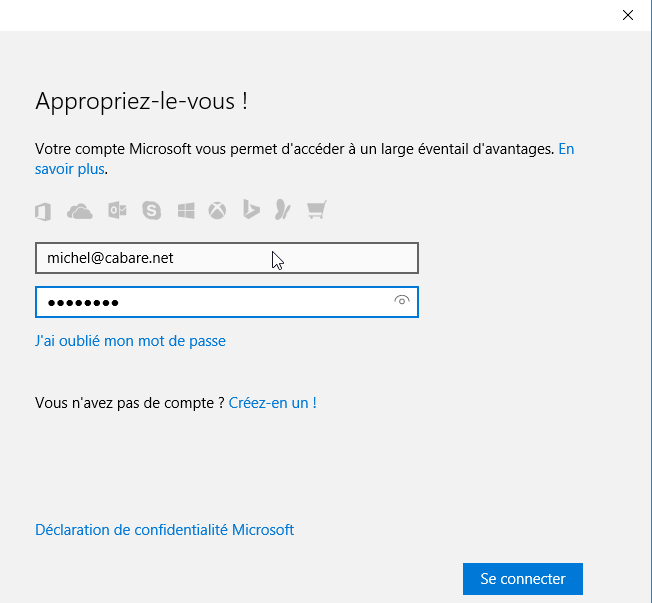 Appropriez-le-vous !
Votre compte Microsoft vous permet d'accéder à un large éventail d'avantages. En
savoir plus.
michel@cabare.net
●●●●●●●●
J'ai oublié mon mot de passe
Vous n'avez pas de compte ? Créez-en un !
Déclaration de confidentialité Microsoft
Se connecter